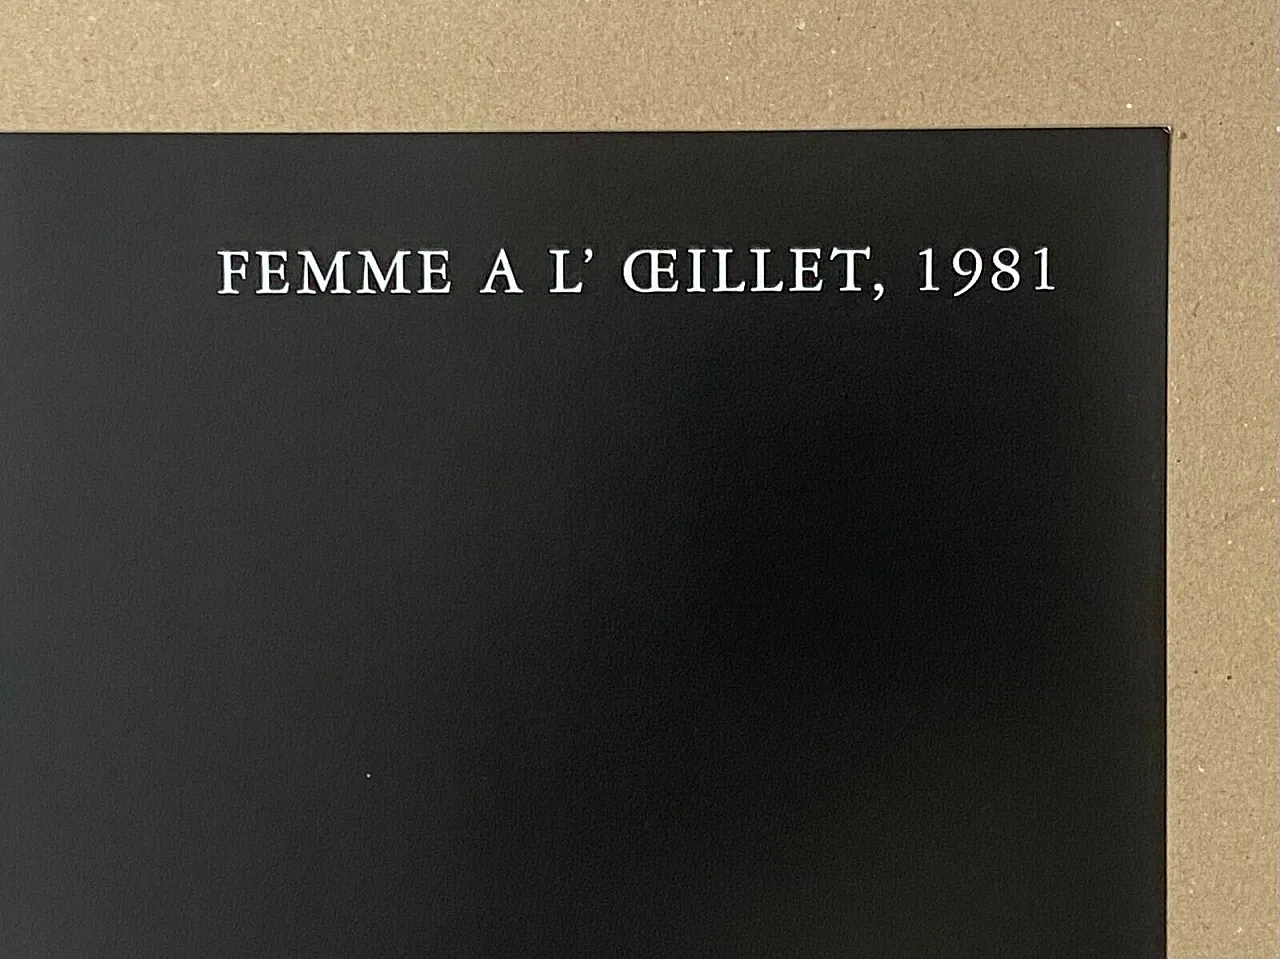 FEMME A L’ ŒILLET, 1981